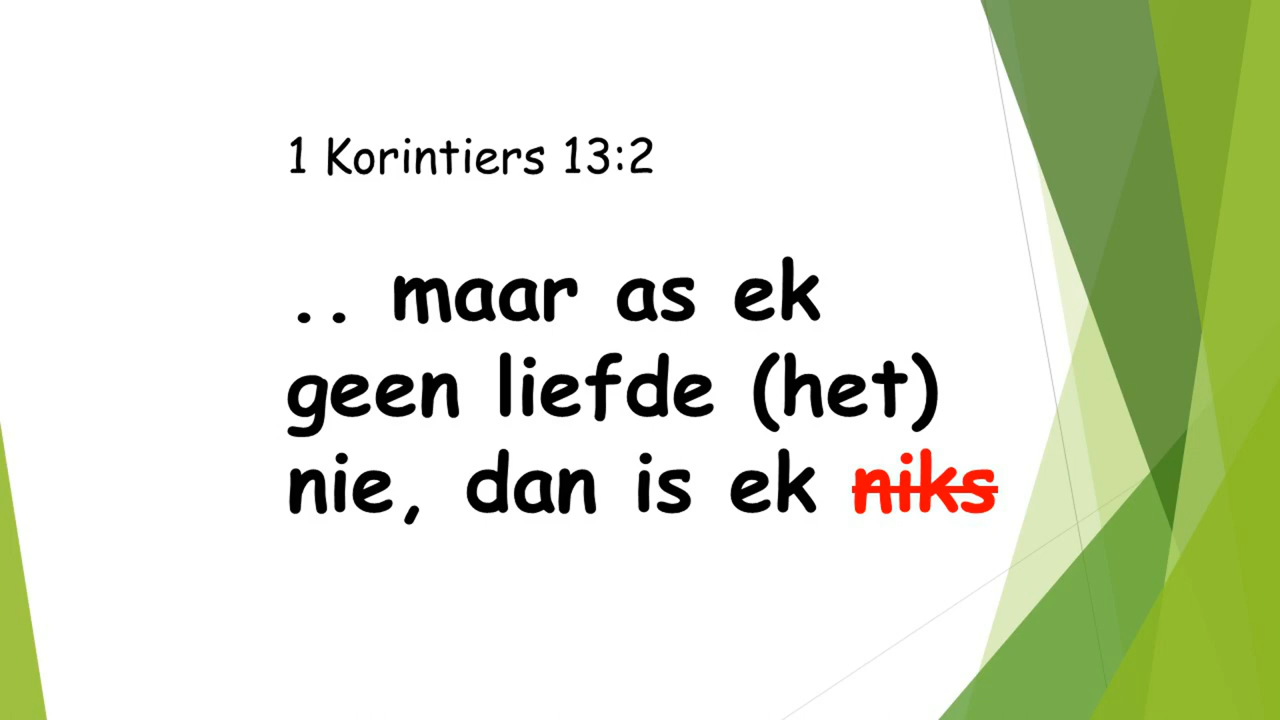 1 Korintiers 13:2
.. maar as ek
geen liefde (het)
nie, dan is ek niks